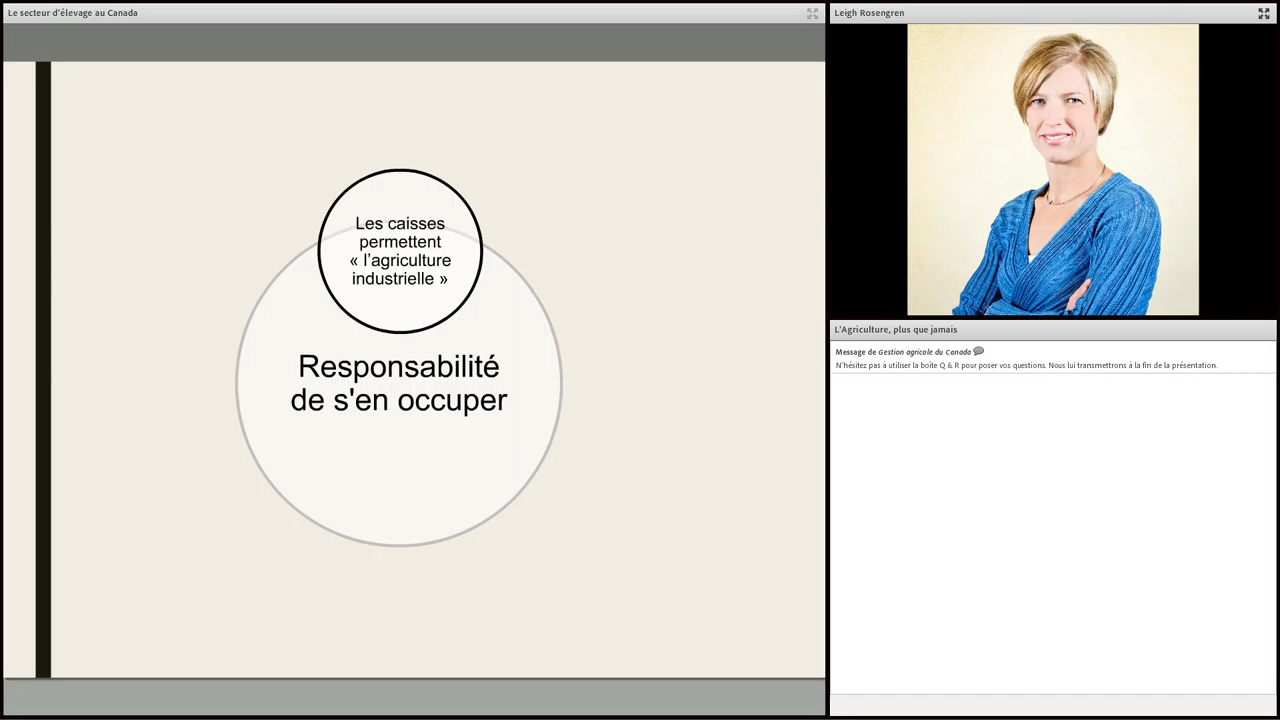 Le secteur d'élevage au Canada
Les caisses
permettent
« l’agriculture
industrielle »
Responsabilité
de s'en occuper
Leigh Rosengren
L'Agriculture, plus que jamais
Message de Gestion agricole du Canada
N'hésitez pas à utiliser la boîte Q & R pour poser vos questions. Nous lui transmettrons à la fin de la présentation.